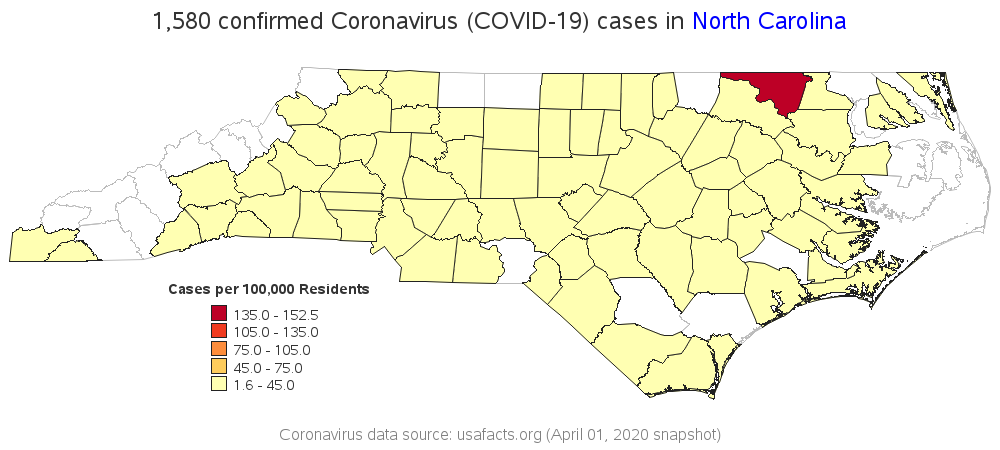 1,580 confirmed Coronavirus (COVID-19) cases in North Carolina
Cases per 100,000 Residents
135.0 - 152.5
105.0 - 135.0
75.0 - 105.0
45.0 - 75.0
1.6 - 45.0
Coronavirus data source: usafacts.org (April 01, 2020 snapshot)